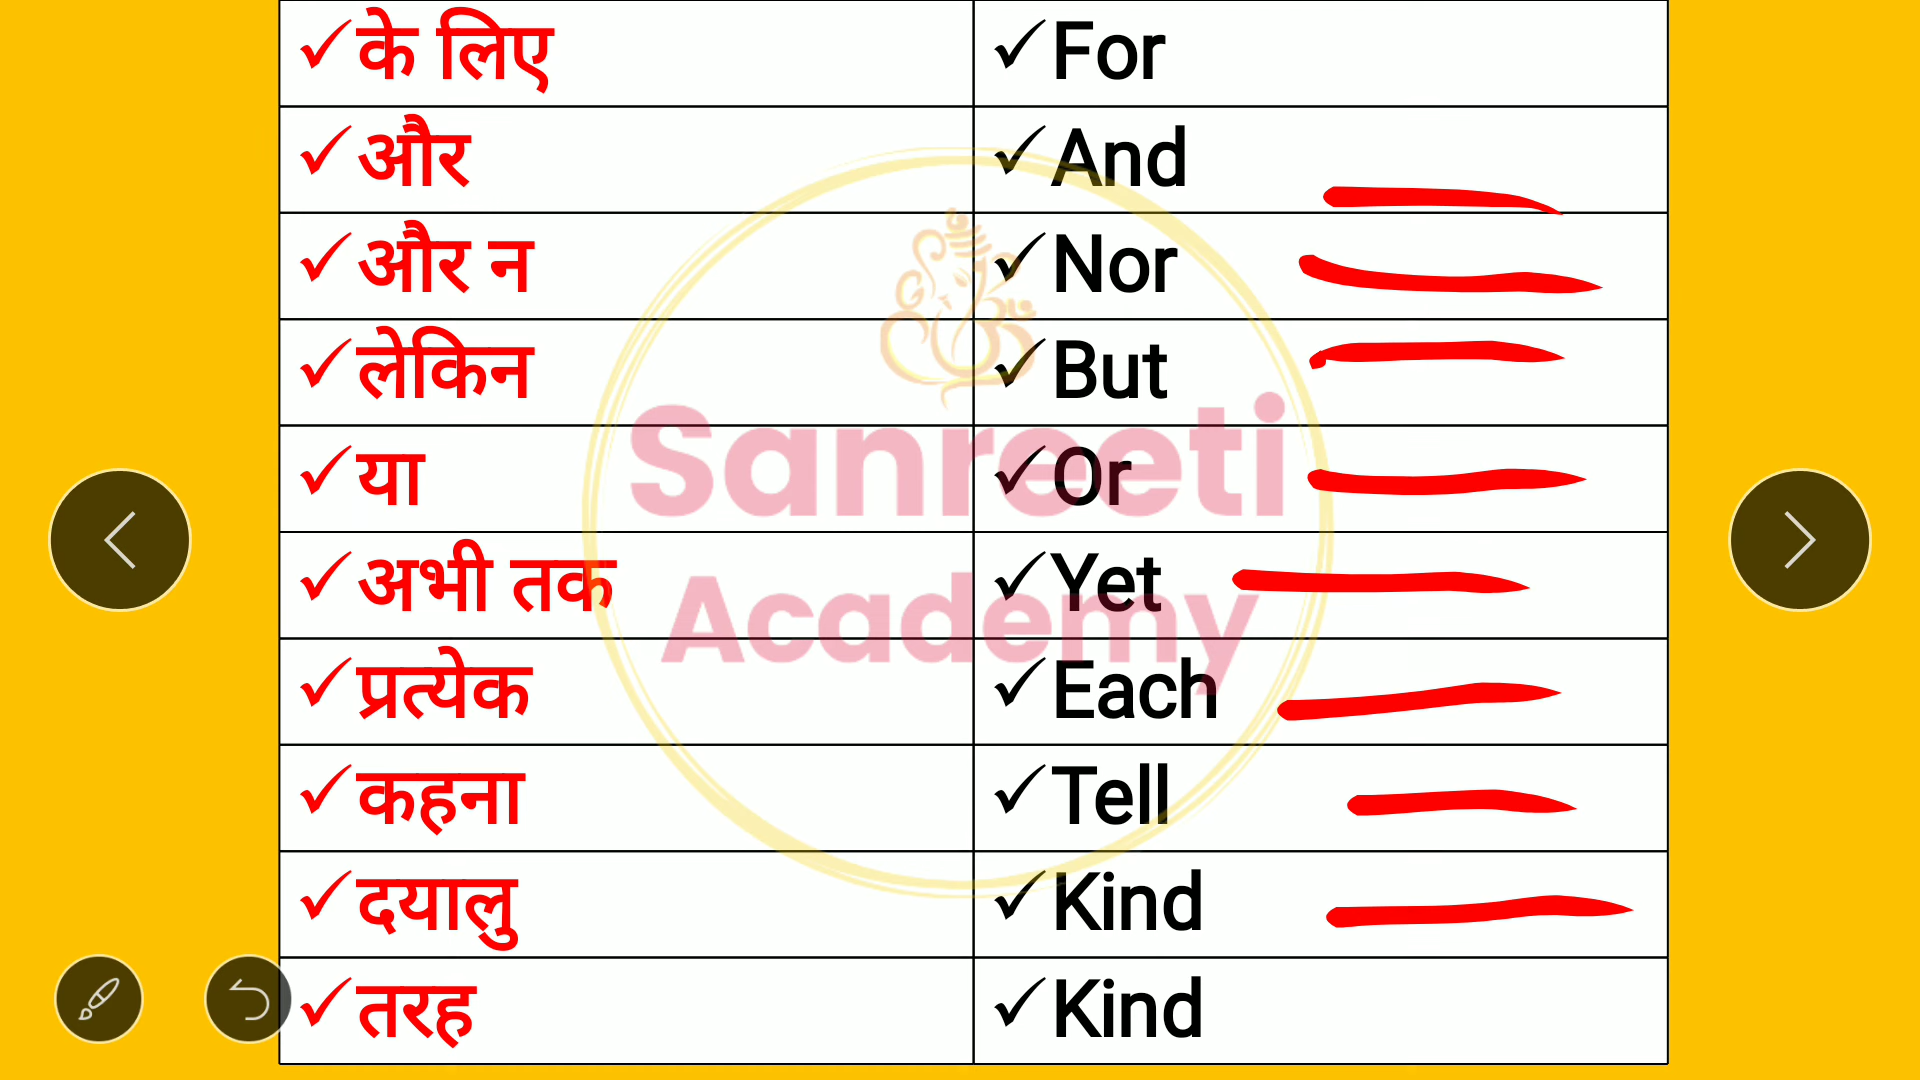 ✓के लिए ✓For
✓और ✓And
✓और न ✓Nor
✓लेकिन ✓But
✓या ✓Or
✓अभी तक ✓Yet
✓प्रत्येक ✓Each
✓कहना ✓Tell
✓दयालु ✓Kind
✓तरह ✓Kind
Sanreeti
Academy